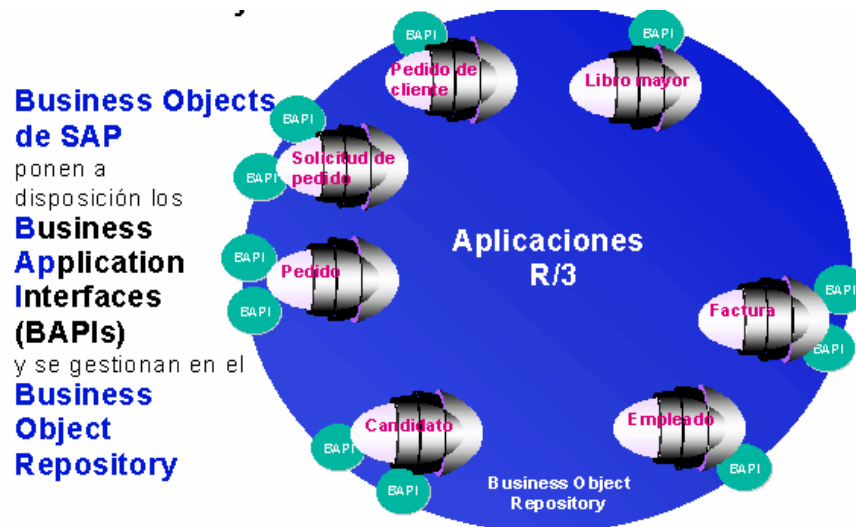 Business Objects
de SAP
ponen a
disposición los
Business
Application
Interfaces
(BAPIs)
y se gestionan en el
Business
Object
Repository
BAPI
Pedido de
cliente
BAPI
Libro mayor
BAPI
BAPI
Solicitud de
pedido
BAPI
BAPI
Pedido
Aplicaciones
R/3
BAPI
BAPI
Factura
BAPI
BAPI
Candidato
BAPI
Empleado
BAPI
Business Object
Repository